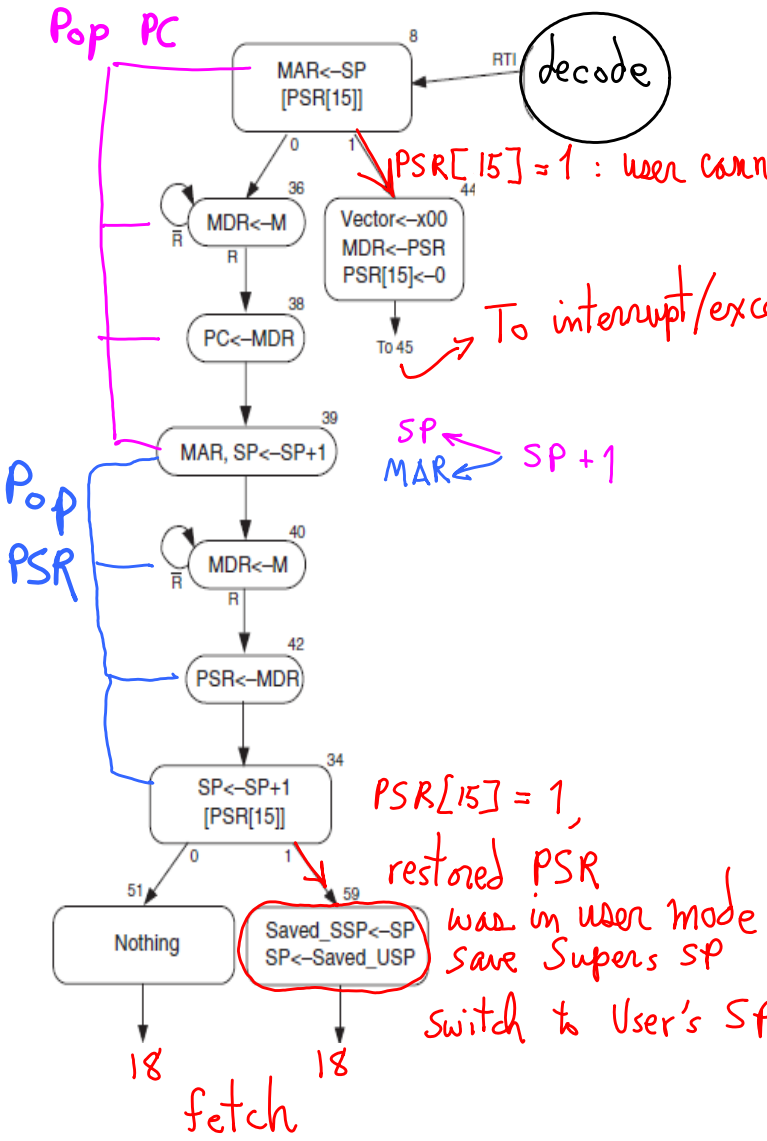 Pop PC
8
MAR<–SP
[PSR[15]]
RTI
decode
0
1
PSR[15] = 1 : user
36
MDR<–M
R̅
R
44
Vector<–x00
MDR<–PSR
PSR[15]<–0
To 45
To interrupt/
38
PC<–MDR
39
MAR, SP<–SP+1
SP
MAR
SP + 1
Pop
PSR
40
MDR<–M
R̅
R
42
PSR<–MDR
34
SP<–SP+1
[PSR[15]]
0
1
PSR[15] = 1,
restored PSR
was in user mode
save Supers SP
switch to User's SP
51
Nothing
59
Saved_SSP<–SP
SP<–Saved_USP
18
18
fetch